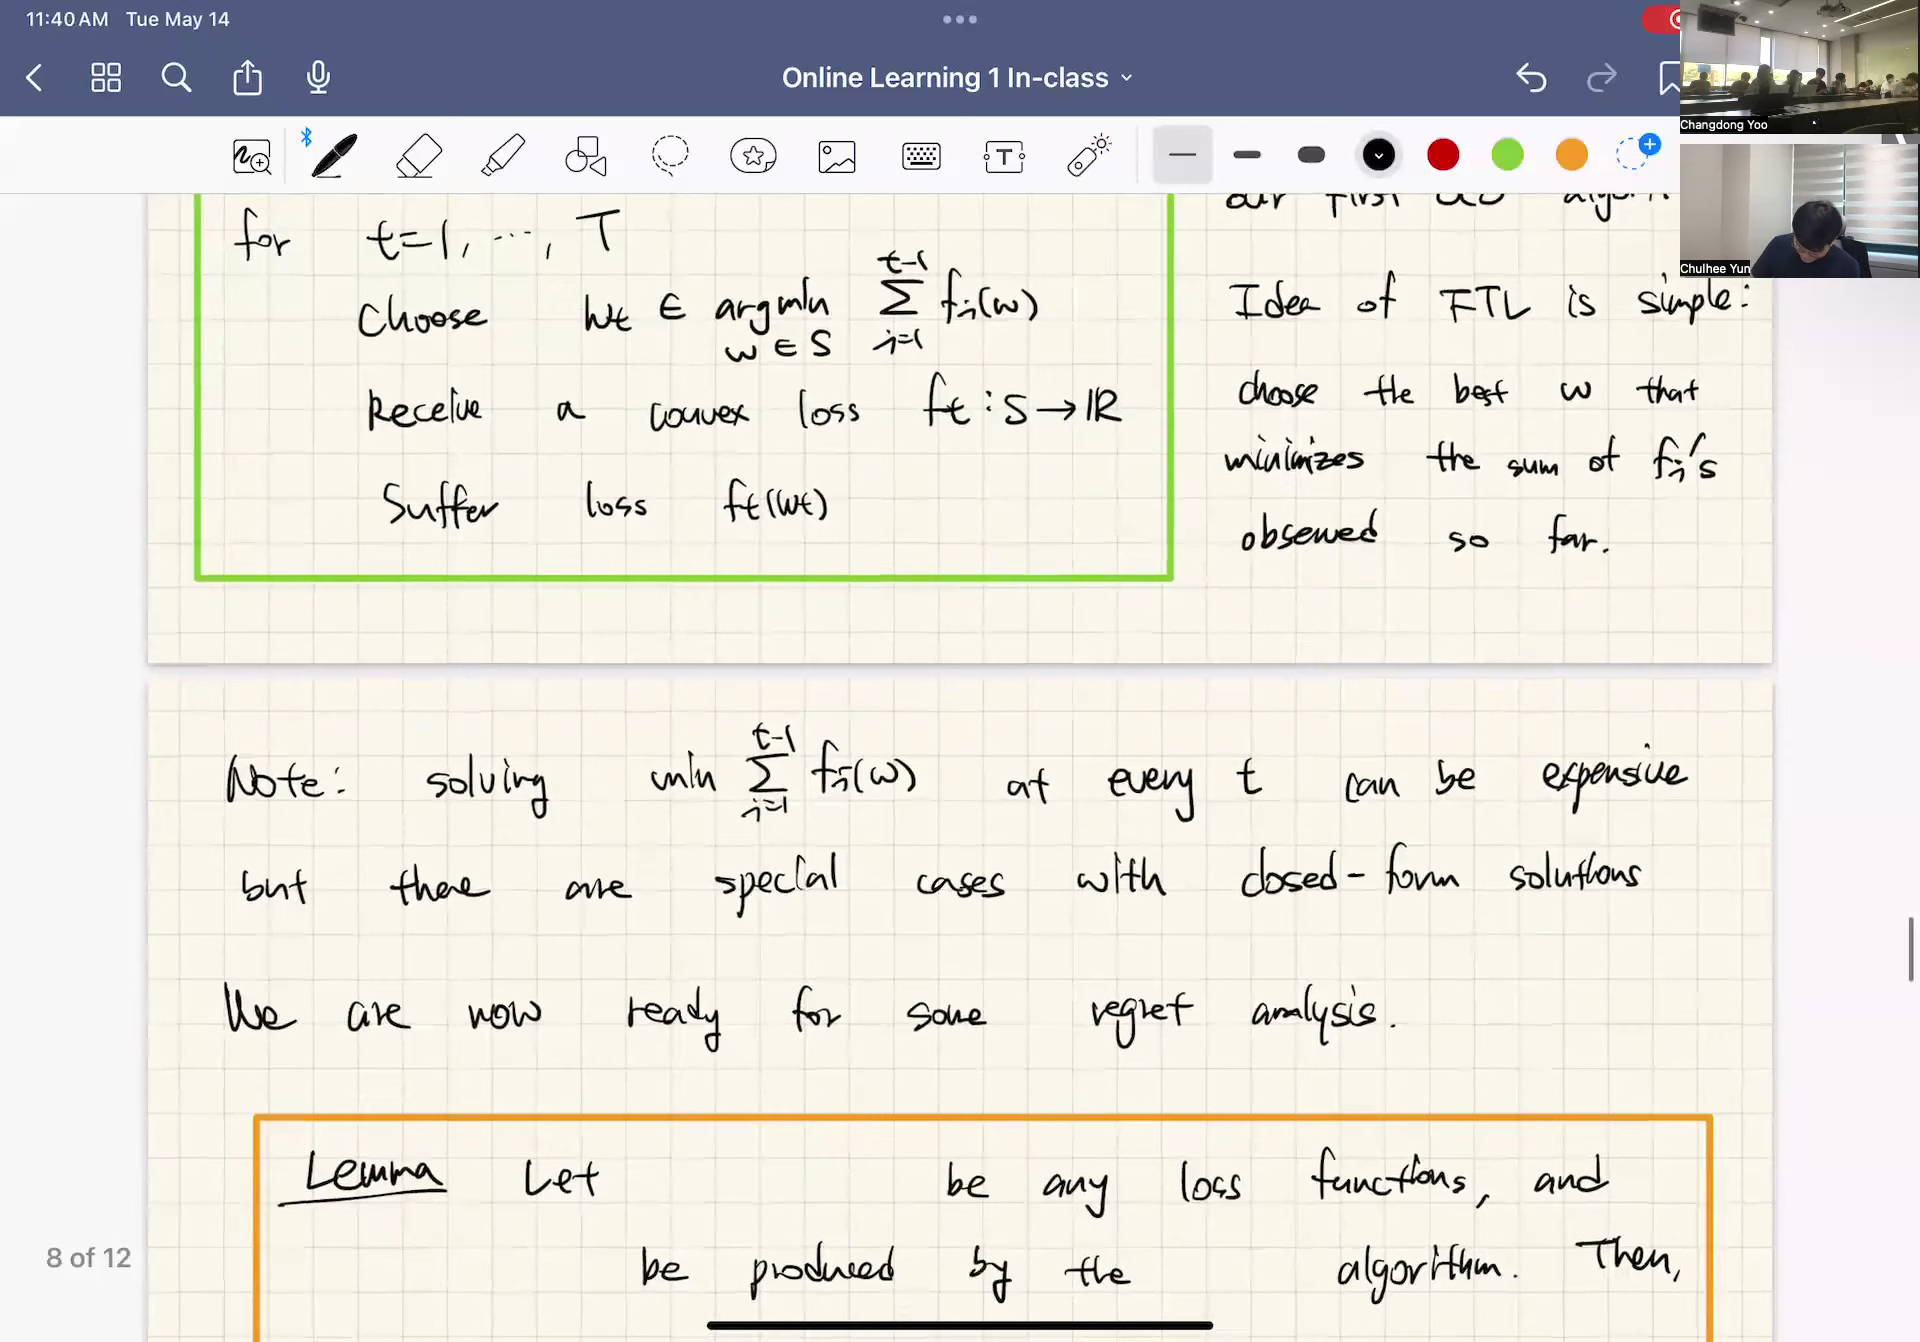 11:40 AM Tue May 14
Online Learning 1 In-class
Changdong Yoo
Chulhee Yun
for t=1, ..., T
Choose wt ∈ argmin w∈S ∑_{i=1}^{t-1} fi(w)
Receive a convex loss ft : S → ℝ
Suffer loss ft(wt)
our first
Idea of FTL is simple:
choose the best w that
minimizes the sum of fi's
observed so far.
Note: solving min ∑_{i=1}^{t-1} fi(w) at every t can be expensive
but there are special cases with closed-form solutions
We are now ready for some regret analysis.
Lemma Let be any loss functions, and
be produced by the algorithm. Then,
8 of 12